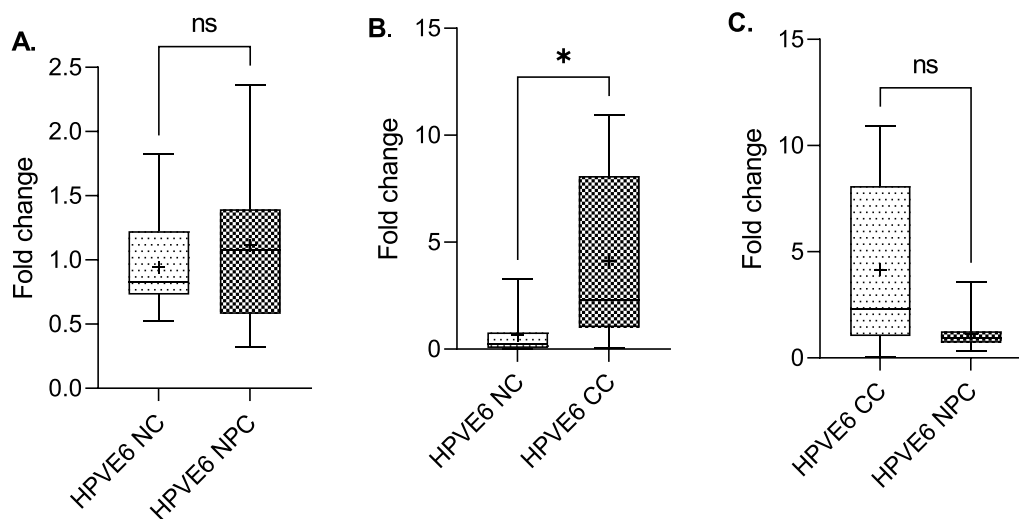 A.
ns
Fold change
2.5
2.0
1.5
1.0
0.5
0.0
HPVE6 NC
HPVE6 NPC
B.
*
Fold change
15
10
5
0
HPVE6 NC
HPVE6 CC
C.
ns
Fold change
15
10
5
0
HPVE6 CC
HPVE6 NPC